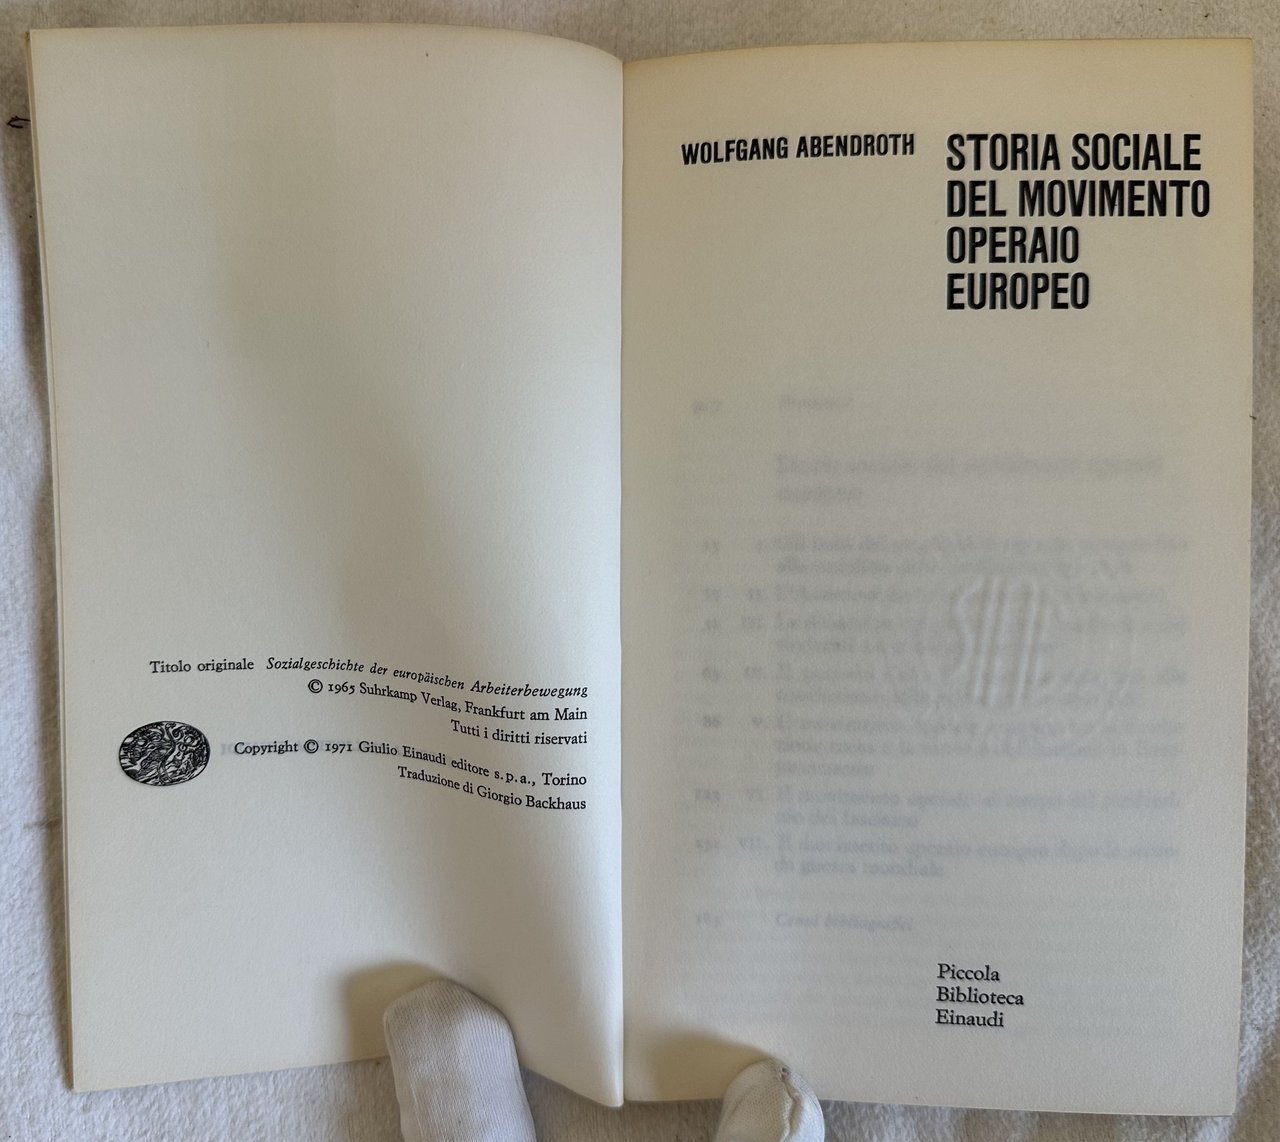 Titolo originale Sozialgeschichte der europäischen Arbeiterbewegung
© 1965 Suhrkamp Verlag, Frankfurt am Main
Tutti i diritti riservati
Copyright © 1971 Giulio Einaudi editore s.p.a., Torino
Traduzione di Giorgio Backhaus
WOLFGANG ABENDROTH
STORIA SOCIALE
DEL MOVIMENTO
OPERAIO
EUROPEO
Piccola
Biblioteca
Einaudi